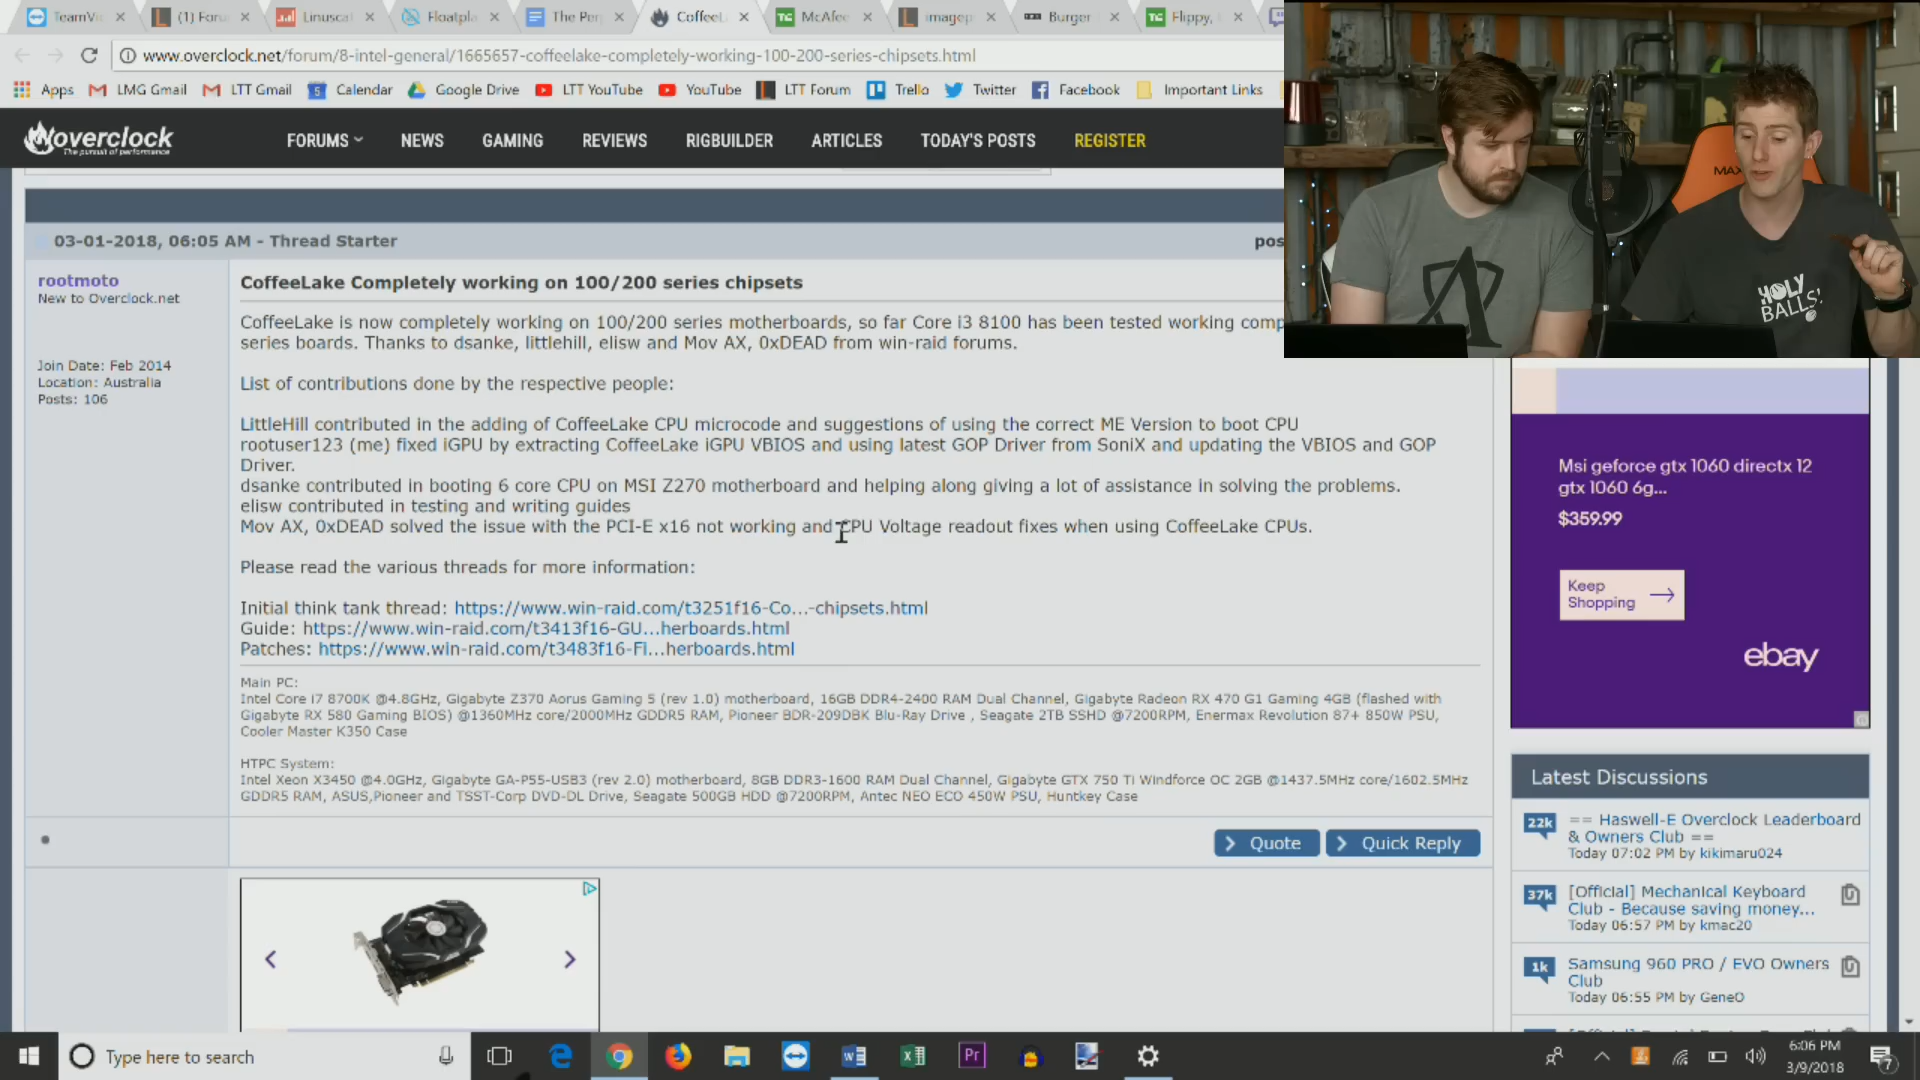 TeamVi
(1) Foru
Linuscat
Floatpla
The Per
CoffeeL
McAfee
imagep
Burger
Flippy,
www.overclock.net/forum/8-intel-general/1665657-coffeelake-completely-working-100-200-series-chipsets.html
Apps
LMG Gmail
LTT Gmail
Calendar
Google Drive
LTT YouTube
YouTube
LTT Forum
Trello
Twitter
Facebook
Important Links
overclock
The pursuit of performance
FORUMS
NEWS
GAMING
REVIEWS
RIGBUILDER
ARTICLES
TODAY'S POSTS
REGISTER
MAX
HOLY
BALLS!
03-01-2018, 06:05 AM - Thread Starter
pos
rootmoto
New to Overclock.net
Join Date: Feb 2014
Location: Australia
Posts: 106
CoffeeLake Completely working on 100/200 series chipsets
CoffeeLake is now completely working on 100/200 series motherboards, so far Core i3 8100 has been tested working comp
series boards. Thanks to dsanke, littlehill, elisw and Mov AX, 0xDEAD from win-raid forums.
List of contributions done by the respective people:
LittleHill contributed in the adding of CoffeeLake CPU microcode and suggestions of using the correct ME Version to boot CPU
rootuser123 (me) fixed iGPU by extracting CoffeeLake iGPU VBIOS and using latest GOP Driver from SoniX and updating the VBIOS and GOP
Driver.
dsanke contributed in booting 6 core CPU on MSI Z270 motherboard and helping along giving a lot of assistance in solving the problems.
elisw contributed in testing and writing guides
Mov AX, 0xDEAD solved the issue with the PCI-E x16 not working and CPU Voltage readout fixes when using CoffeeLake CPUs.
Please read the various threads for more information:
Initial think tank thread: https://www.win-raid.com/t3251f16-Co...-chipsets.html
Guide: https://www.win-raid.com/t3413f16-GU...herboards.html
Patches: https://www.win-raid.com/t3483f16-Fi...herboards.html
Main PC:
Intel Core i7 8700K @4.8GHz, Gigabyte Z370 Aorus Gaming 5 (rev 1.0) motherboard, 16GB DDR4-2400 RAM Dual Channel, Gigabyte Radeon RX 470 G1 Gaming 4GB (flashed with
Gigabyte RX 580 Gaming BIOS) @1360MHz core/2000MHz GDDR5 RAM, Pioneer BDR-209DBK Blu-Ray Drive , Seagate 2TB SSHD @7200RPM, Enermax Revolution 87+ 850W PSU,
Cooler Master K350 Case
HTPC System:
Intel Xeon X3450 @4.0GHz, Gigabyte GA-P55-USB3 (rev 2.0) motherboard, 8GB DDR3-1600 RAM Dual Channel, Gigabyte GTX 750 Ti Windforce OC 2GB @1437.5MHz core/1602.5MHz
GDDR5 RAM, ASUS,Pioneer and TSST-Corp DVD-DL Drive, Seagate 500GB HDD @7200RPM, Antec NEO ECO 450W PSU, Huntkey Case
Quote
Quick Reply
Msi geforce gtx 1060 directx 12
gtx 1060 6g...
$359.99
Keep
Shopping
ebay
Latest Discussions
22k
== Haswell-E Overclock Leaderboard
& Owners Club ==
Today 07:02 PM by kikimaru024
37k
[Official] Mechanical Keyboard
Club - Because saving money...
Today 06:57 PM by kmac20
1k
Samsung 960 PRO / EVO Owners
Club
Today 06:55 PM by GeneO
Type here to search
Pr
6:06 PM
3/9/2018
7